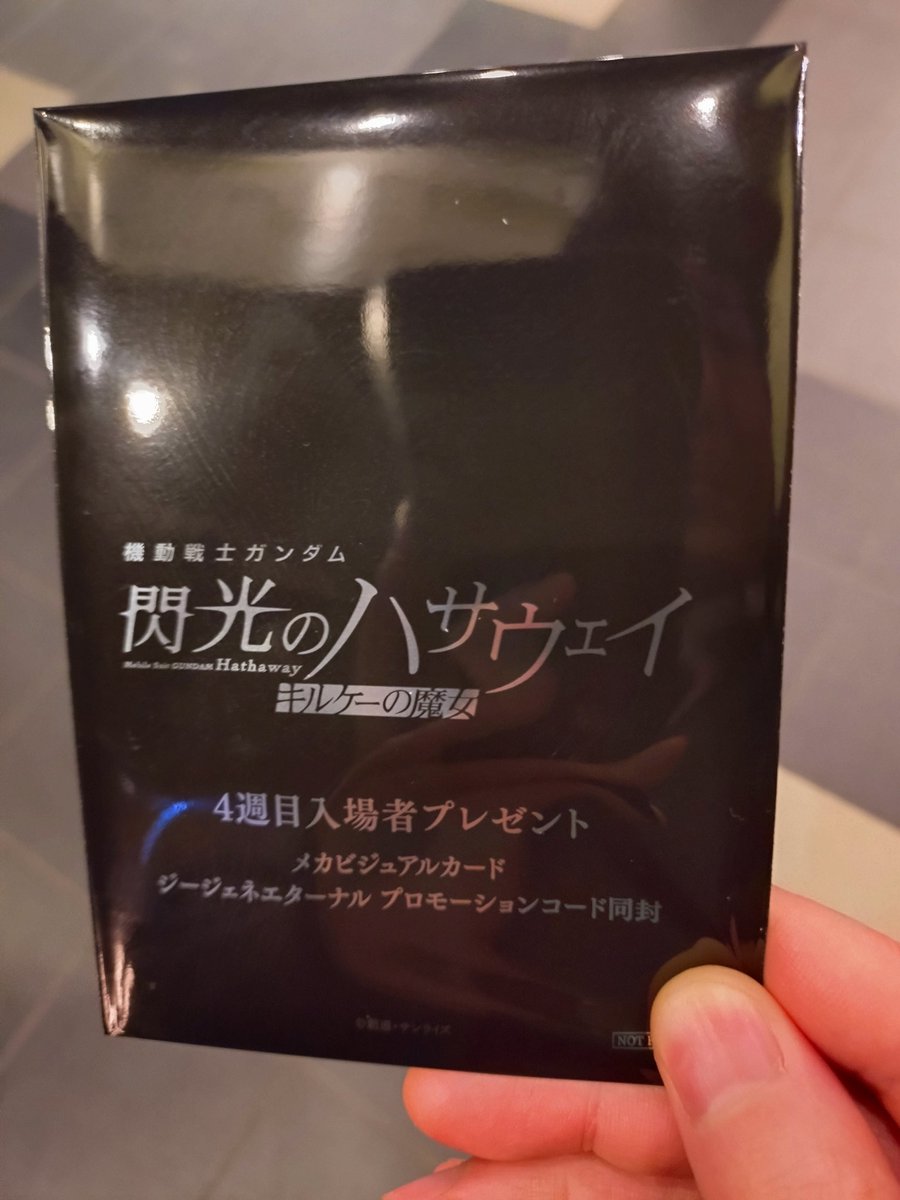 機動戦士ガンダム
閃光のハサウェイ
Mobile Suit GUNDAM Hathaway
キルケーの魔女
4週目入場者プレゼント
メカビジュアルカード
ジージェネエターナル プロモーションコード同封
©創通・サンライズ
NOT